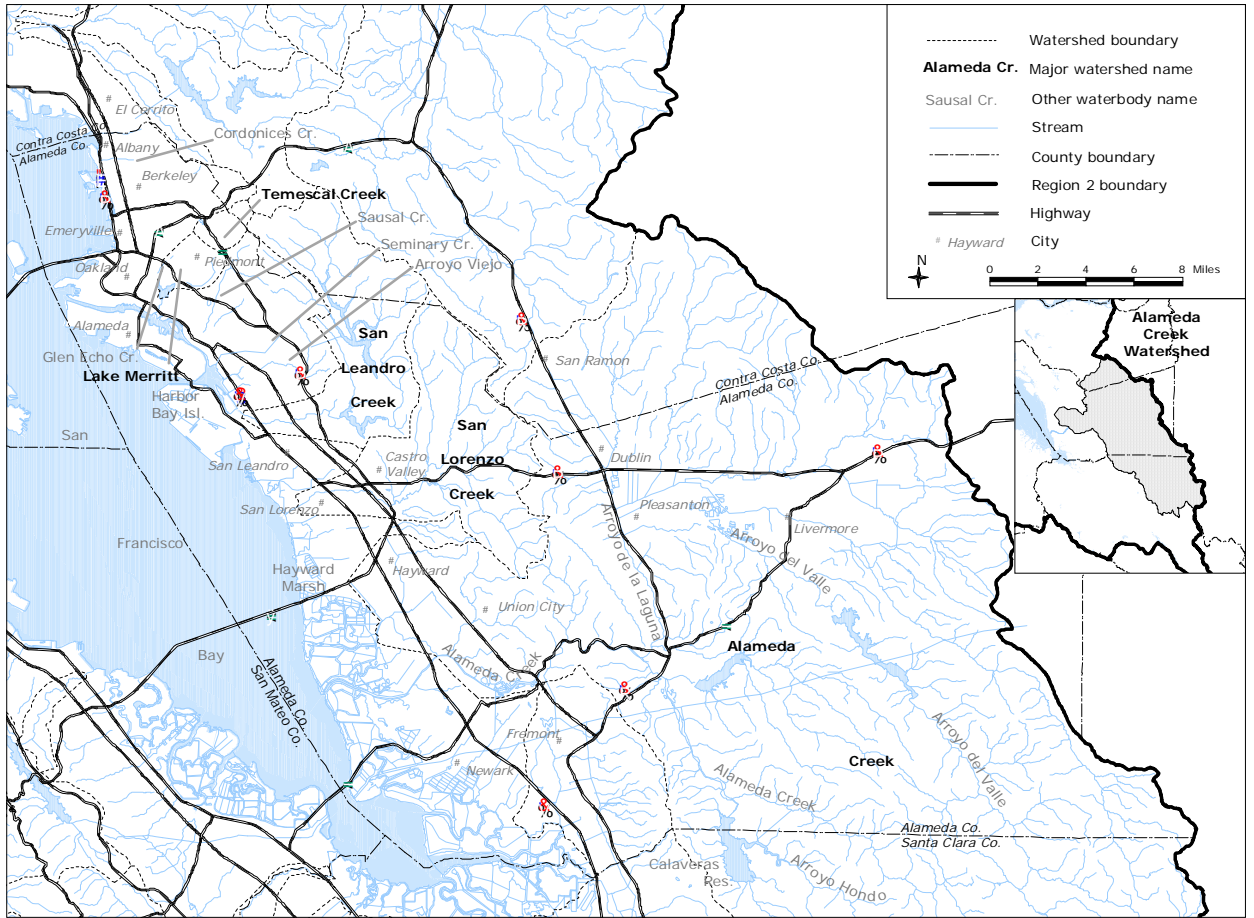 Watershed boundary
Alameda Cr. Major watershed name
Sausal Cr. Other waterbody name
Stream
County boundary
Region 2 boundary
Highway
# Hayward City
N
0 2 4 6 8 Miles
Alameda
Creek
Watershed
# El Cerrito
Cordonices Cr.
Contra Costa Co.
Alameda Co.
# Albany
# Berkeley
Temescal Creek
Sausal Cr.
Seminary Cr.
Arroyo Viejo
Emeryville #
# Piedmont
Oakland #
Alameda #
Glen Echo Cr.
Lake Merritt
Harbor
Bay Isl.
San
Leandro
Creek
# San Ramon
Contra Costa Co.
Alameda Co.
San
Lorenzo
Creek
San
Francisco
Bay
San Leandro #
Castro
Valley
#
# Dublin
San Lorenzo #
# Pleasanton
# Livermore
Arroyo de la Laguna
Arroyo del Valle
Hayward
Marsh
# Hayward
# Union City
Alameda Creek
Alameda
Creek
Alameda Co.
San Mateo Co.
Fremont #
# Newark
Arroyo del Valle
Alameda Creek
Alameda Co.
Santa Clara Co.
Calaveras
Res.
Arroyo Hondo